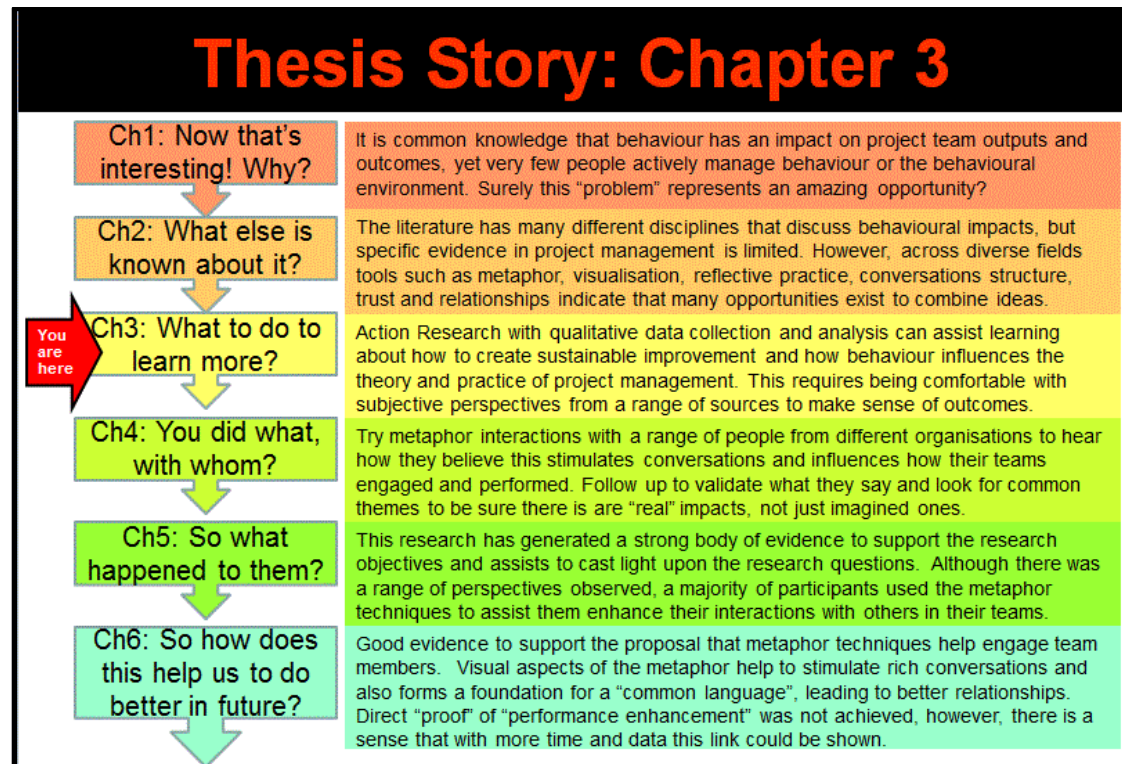 Thesis Story: Chapter 3
Ch1: Now that's
interesting! Why?
It is common knowledge that behaviour has an impact on project team outputs and
outcomes, yet very few people actively manage behaviour or the behavioural
environment. Surely this “problem” represents an amazing opportunity?
Ch2: What else is
known about it?
The literature has many different disciplines that discuss behavioural impacts, but
specific evidence in project management is limited. However, across diverse fields
tools such as metaphor, visualisation, reflective practice, conversations structure,
trust and relationships indicate that many opportunities exist to combine ideas.
You
are
here
Ch3: What to do to
learn more?
Action Research with qualitative data collection and analysis can assist learning
about how to create sustainable improvement and how behaviour influences the
theory and practice of project management. This requires being comfortable with
subjective perspectives from a range of sources to make sense of outcomes.
Ch4: You did what,
with whom?
Try metaphor interactions with a range of people from different organisations to hear
how they believe this stimulates conversations and influences how their teams
engaged and performed. Follow up to validate what they say and look for common
themes to be sure there is are “real” impacts, not just imagined ones.
Ch5: So what
happened to them?
This research has generated a strong body of evidence to support the research
objectives and assists to cast light upon the research questions. Although there was
a range of perspectives observed, a majority of participants used the metaphor
techniques to assist them enhance their interactions with others in their teams.
Ch6: So how does
this help us to do
better in future?
Good evidence to support the proposal that metaphor techniques help engage team
members. Visual aspects of the metaphor help to stimulate rich conversations and
also forms a foundation for a “common language”, leading to better relationships.
Direct “proof” of “performance enhancement” was not achieved, however, there is a
sense that with more time and data this link could be shown.